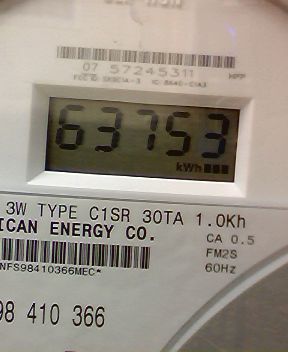 07 57245311 HPP
63753
kWh
3W TYPE C1SR 30TA 1.0Kh
ICAN ENERGY CO.
CA 0.5
FM2S
60Hz
NFS98410366MEC*
98 410 366